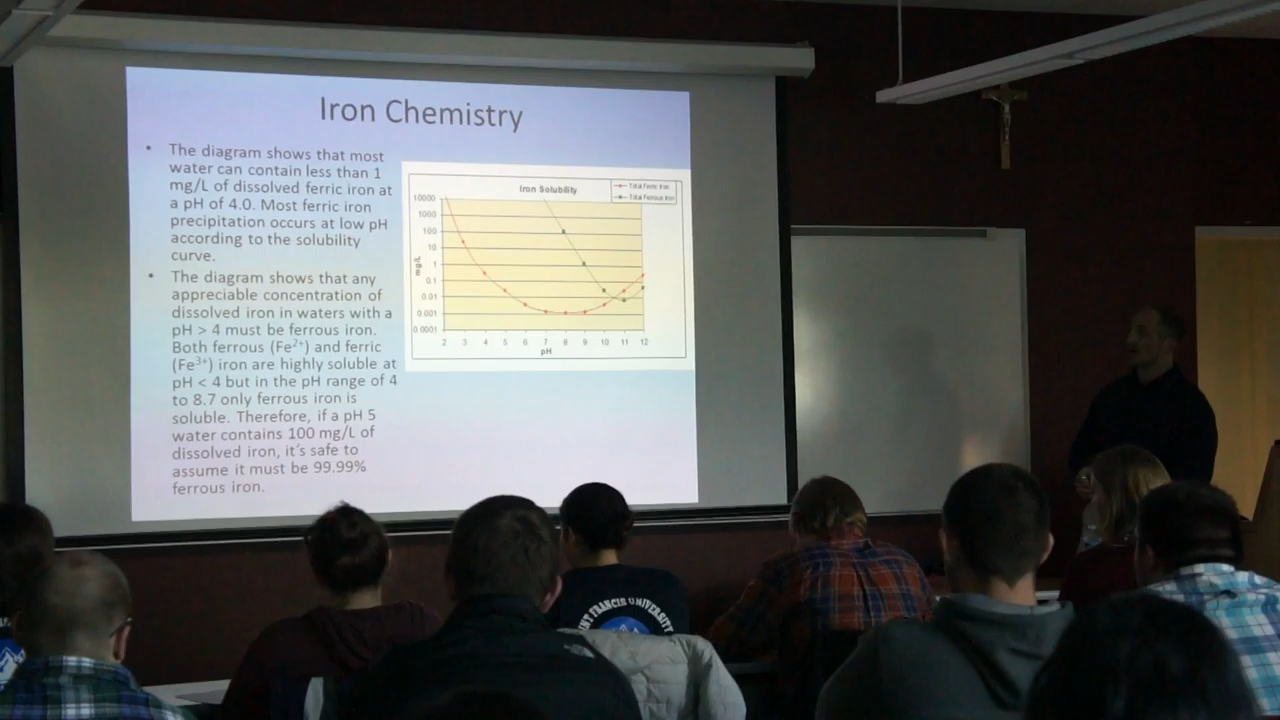 Iron Chemistry
• The diagram shows that most
water can contain less than 1
mg/L of dissolved ferric iron at
a pH of 4.0. Most ferric iron
precipitation occurs at low pH
according to the solubility
curve.
• The diagram shows that any
appreciable concentration of
dissolved iron in waters with a
pH > 4 must be ferrous iron.
Both ferrous (Fe²⁺) and ferric
(Fe³⁺) iron are highly soluble at
pH < 4 but in the pH range of 4
to 8.7 only ferrous iron is
soluble. Therefore, if a pH 5
water contains 100 mg/L of
dissolved iron, it's safe to
assume it must be 99.99%
ferrous iron.
Iron Solubility
Total Ferric Iron
Total Ferrous Iron
10000
1000
100
10
1
0.1
0.01
0.001
0.0001
mg/L
2 3 4 5 6 7 8 9 10 11 12
pH
FRANCIS UNIVERSITY